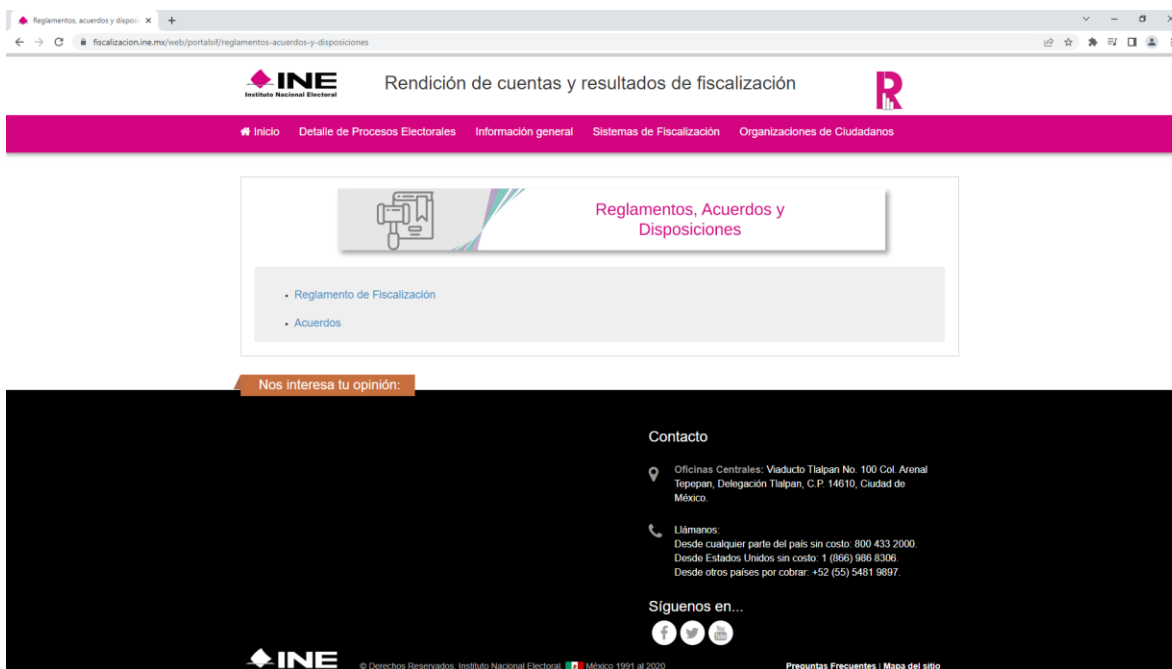 Reglamentos, acuerdos y dispos
fiscalizacion.ine.mx/web/portalsif/reglamentos-acuerdos-y-disposiciones
INE
Instituto Nacional Electoral
Rendición de cuentas y resultados de fiscalización
R
Inicio Detalle de Procesos Electorales Información general Sistemas de Fiscalización Organizaciones de Ciudadanos
Reglamentos, Acuerdos y
Disposiciones
• Reglamento de Fiscalización
• Acuerdos
Nos interesa tu opinión:
Contacto
Oficinas Centrales: Viaducto Tlalpan No. 100 Col. Arenal
Tepepan, Delegación Tlalpan, C.P. 14610, Ciudad de
México.
Llámanos:
Desde cualquier parte del país sin costo: 800 433 2000.
Desde Estados Unidos sin costo: 1 (866) 986 8306.
Desde otros países por cobrar: +52 (55) 5481 9897.
Síguenos en...
You Tube
INE
© Derechos Reservados, Instituto Nacional Electoral, México 1991 al 2020
Preguntas Frecuentes | Mapa del sitio